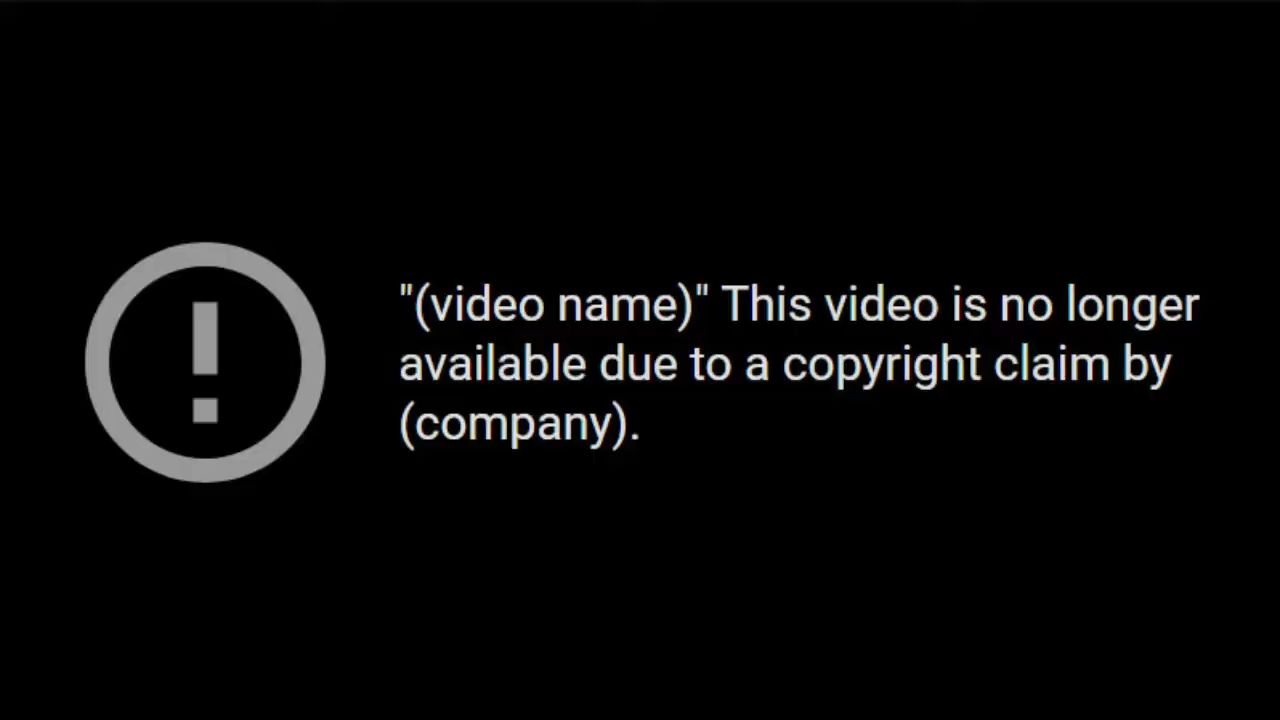 "(video name)" This video is no longer
available due to a copyright claim by
(company).